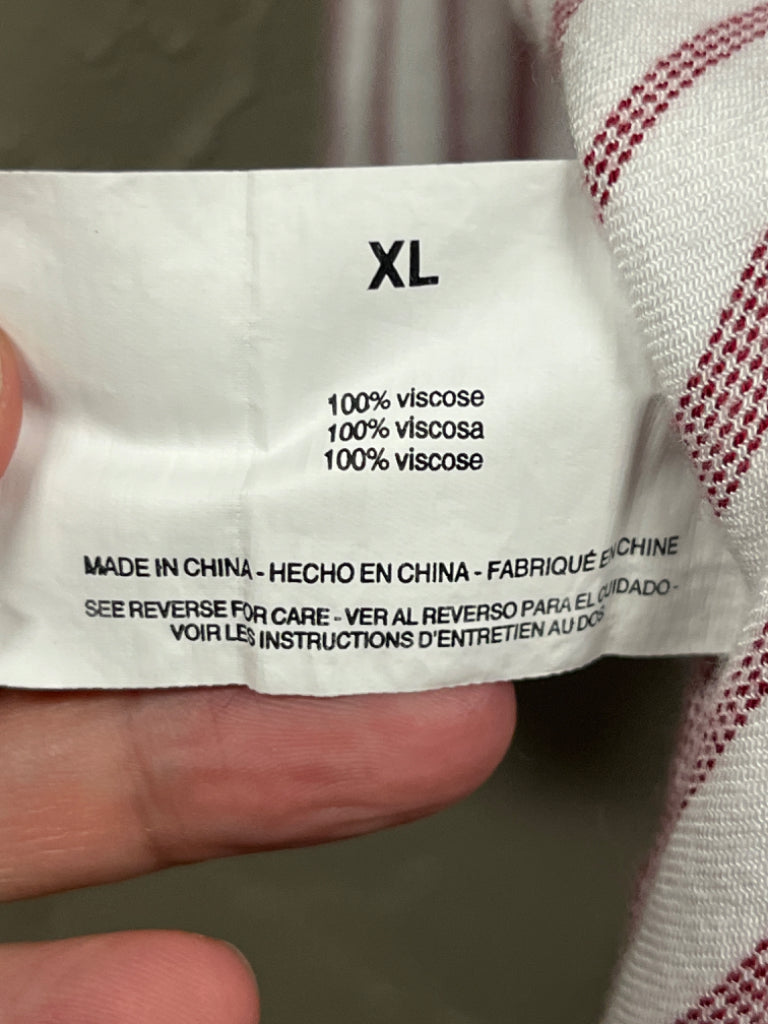 XL
100% viscose
100% viscosa
100% viscose
MADE IN CHINA - HECHO EN CHINA - FABRIQUÉ EN CHINE
SEE REVERSE FOR CARE - VER AL REVERSO PARA EL CUIDADO -
VOIR LES INSTRUCTIONS D'ENTRETIEN AU DOS